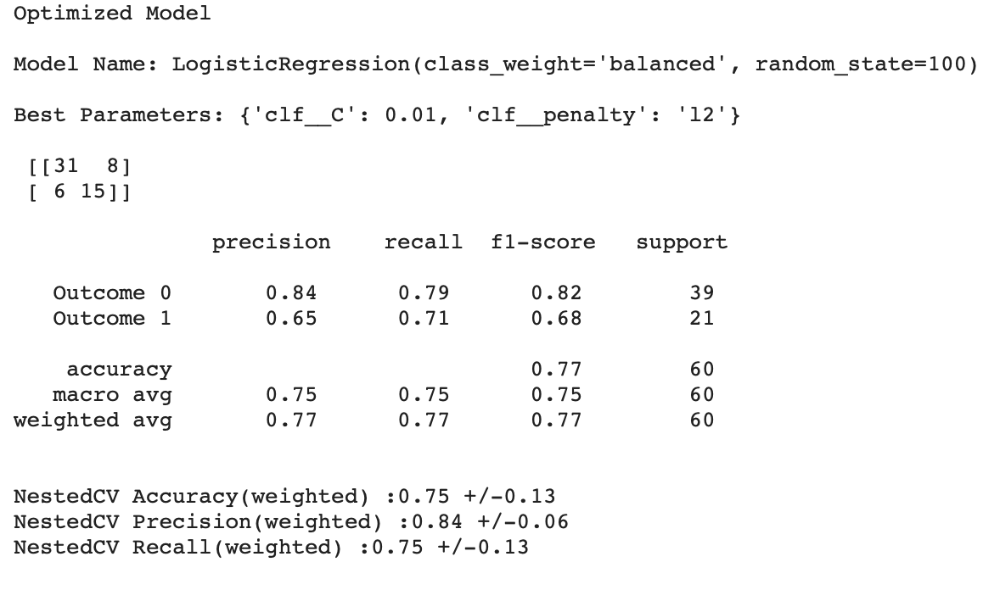 Optimized Model
Model Name: LogisticRegression(class_weight='balanced', random_state=100)
Best Parameters: {'clf__C': 0.01, 'clf__penalty': 'l2'}
[[31  8]
[ 6 15]]
precision recall f1-score support
Outcome 0 0.84 0.79 0.82 39
Outcome 1 0.65 0.71 0.68 21
accuracy 0.77 60
macro avg 0.75 0.75 0.75 60
weighted avg 0.77 0.77 0.77 60
NestedCV Accuracy(weighted) :0.75 +/-0.13
NestedCV Precision(weighted) :0.84 +/-0.06
NestedCV Recall(weighted) :0.75 +/-0.13